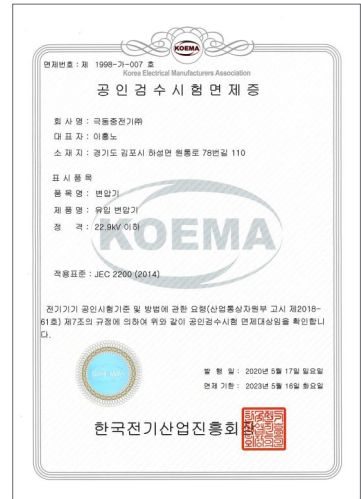 KOEMA
면제번호 : 제 1998-가-007 호
Korea Electrical Manufacturers Association
공인검수시험면제증
회 사 명 : 극동중전기㈜
대 표 자 : 이흥노
소 재 지 : 경기도 김포시 하성면 원통로 78번길 110
표 시 품 목
품 목 명 : 변압기
제 품 명 : 유입 변압기
정 격 : 22.9kV 이하
KOEMA
적용표준 : JEC 2200 (2014)
전기기기 공인시험기준 및 방법에 관한 요령(산업통상자원부 고시 제2018-
61호) 제7조의 규정에 의하여 위와 같이 공인검수시험 면제대상임을 확인합니
다.
발 행 일 : 2020년 5월 17일 일요일
면제 기한 : 2023년 5월 16일 화요일
한국전기산업진흥회장